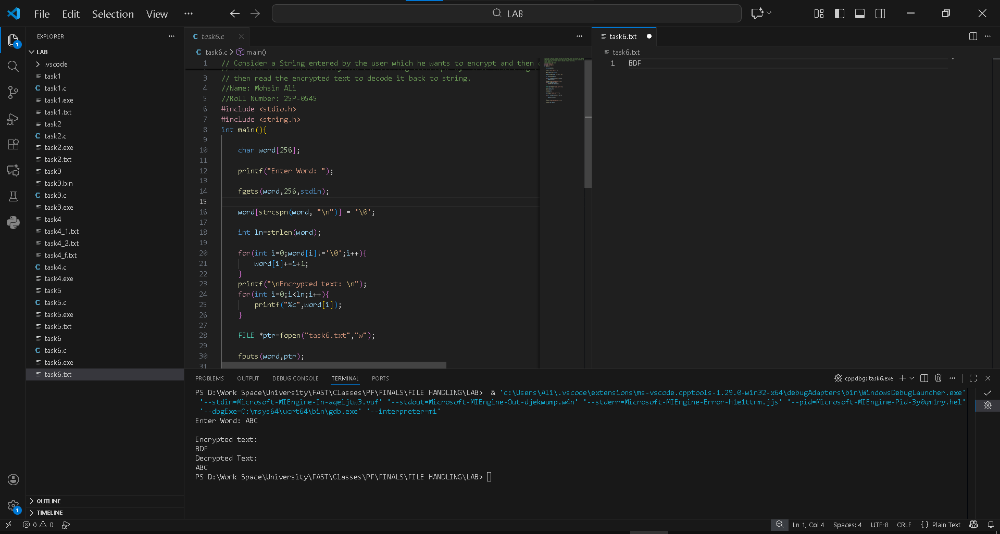 File Edit Selection View ··· LAB
EXPLORER
LAB
.vscode
task1
task1.c
task1.exe
task1.txt
task2
task2.c
task2.exe
task2.txt
task3
task3.bin
task3.c
task3.exe
task4
task4_1.txt
task4_2.txt
task4_f.txt
task4.c
task4.exe
task5
task5.c
task5.exe
task5.txt
task6
task6.c
task6.exe
task6.txt
OUTLINE
TIMELINE
C task6.c
C task6.c > main()
1 // Consider a String entered by the user which he wants to encrypt and then
3 // then read the encrypted text to decode it back to string.
4 //Name: Mohsin Ali
5 //Roll Number: 25P-0545
6 #include <stdio.h>
7 #include <string.h>
8 int main(){
9
10 char word[256];
11
12 printf("Enter Word: ");
13
14 fgets(word,256,stdin);
15
16 word[strcspn(word, "\n")] = '\0';
17
18 int ln=strlen(word);
19
20 for(int i=0;word[i]!='\0';i++){
21 word[i]+=i+1;
22 }
23 printf("\nEncrypted text: \n");
24 for(int i=0;i<ln;i++){
25 printf("%c",word[i]);
26 }
27
28 FILE *ptr=fopen("task6.txt","w");
29
30 fputs(word,ptr);
31
task6.txt
task6.txt
1 BDF
PROBLEMS OUTPUT DEBUG CONSOLE TERMINAL PORTS
cppdbg: task6.exe
PS D:\Work Space\University\FAST\Classes\PF\FINALS\FILE HANDLING\LAB> & 'c:\Users\Ali\.vscode\extensions\ms-vscode.cpptools-1.29.0-win32-x64\debugAdapters\bin\WindowsDebugLauncher.exe'
'--stdin=Microsoft-MIEngine-In-aqeijtw3.vuf' '--stdout=Microsoft-MIEngine-Out-djekwump.w4n' '--stderr=Microsoft-MIEngine-Error-h1e1ttnm.jjs' '--pid=Microsoft-MIEngine-Pid-3y0qm1ry.hel'
'--dbgExe=C:\msys64\ucrt64\bin\gdb.exe' '--interpreter=mi'
Enter Word: ABC
Encrypted text:
BDF
Decrypted Text:
ABC
PS D:\Work Space\University\FAST\Classes\PF\FINALS\FILE HANDLING\LAB>
0 0
Ln 1, Col 4 Spaces: 4 UTF-8 CRLF {} Plain Text